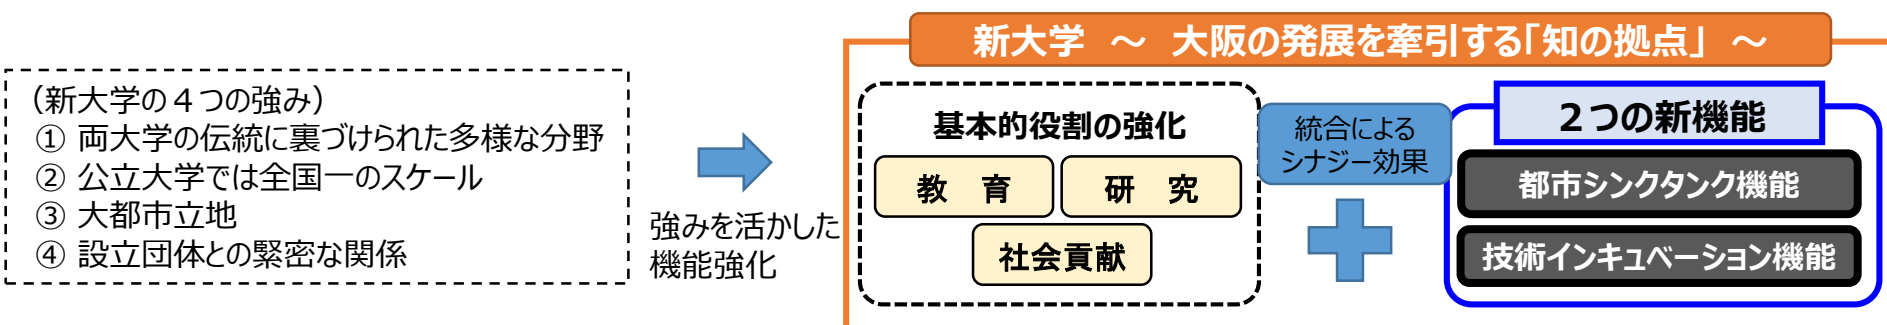 新大学 ～ 大阪の発展を牽引する「知の拠点」 ～
（新大学の４つの強み）
① 両大学の伝統に裏づけられた多様な分野
② 公立大学では全国一のスケール
③ 大都市立地
④ 設立団体との緊密な関係
強みを活かした
機能強化
基本的役割の強化
教 育
研 究
社会貢献
統合による
シナジー効果
２つの新機能
都市シンクタンク機能
技術インキュベーション機能